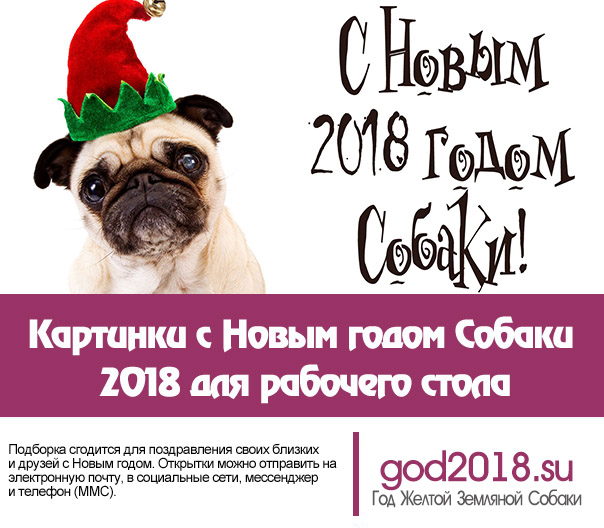 С Новым
2018 годом
Собаки!
Картинки с Новым годом Собаки
2018 для рабочего стола
Подборка сгодится для поздравления своих близких
и друзей с Новым годом. Открытки можно отправить на
электронную почту, в социальные сети, мессенджер
и телефон (ММС).
god2018.su
Год Желтой Земляной Собаки